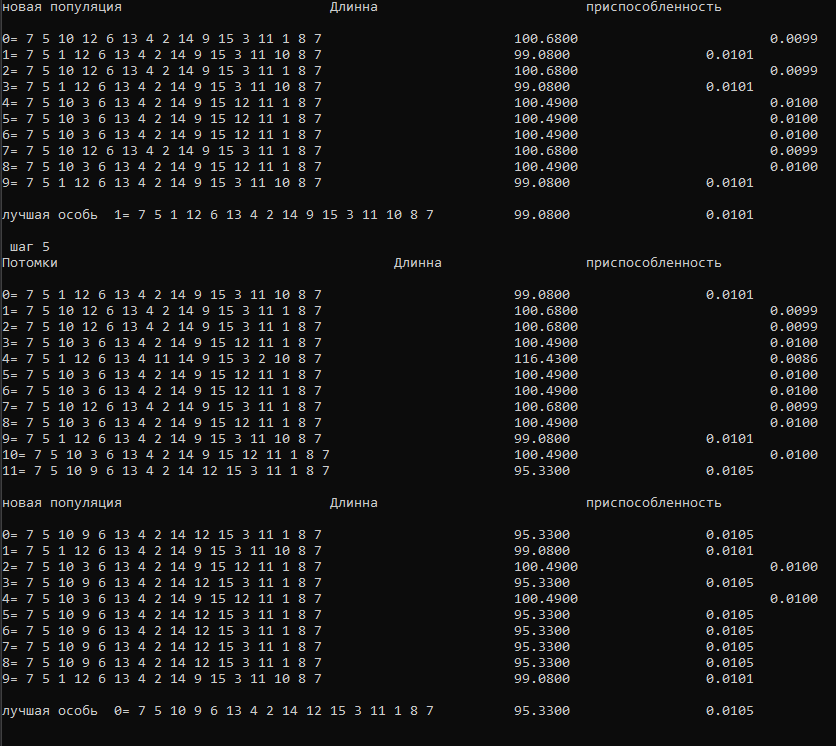 новая популяция Длинна приспособленность
0= 7 5 10 12 6 13 4 2 14 9 15 3 11 1 8 7 100.6800 0.0099
1= 7 5 1 12 6 13 4 2 14 9 15 3 11 10 8 7 99.0800 0.0101
2= 7 5 10 12 6 13 4 2 14 9 15 3 11 1 8 7 100.6800 0.0099
3= 7 5 1 12 6 13 4 2 14 9 15 3 11 10 8 7 99.0800 0.0101
4= 7 5 10 3 6 13 4 2 14 9 15 12 11 1 8 7 100.4900 0.0100
5= 7 5 10 3 6 13 4 2 14 9 15 12 11 1 8 7 100.4900 0.0100
6= 7 5 10 3 6 13 4 2 14 9 15 12 11 1 8 7 100.4900 0.0100
7= 7 5 10 12 6 13 4 2 14 9 15 3 11 1 8 7 100.6800 0.0099
8= 7 5 10 3 6 13 4 2 14 9 15 12 11 1 8 7 100.4900 0.0100
9= 7 5 1 12 6 13 4 2 14 9 15 3 11 10 8 7 99.0800 0.0101
лучшая особь 1= 7 5 1 12 6 13 4 2 14 9 15 3 11 10 8 7 99.0800 0.0101
шаг 5
Потомки Длинна приспособленность
0= 7 5 1 12 6 13 4 2 14 9 15 3 11 10 8 7 99.0800 0.0101
1= 7 5 10 12 6 13 4 2 14 9 15 3 11 1 8 7 100.6800 0.0099
2= 7 5 10 12 6 13 4 2 14 9 15 3 11 1 8 7 100.6800 0.0099
3= 7 5 10 3 6 13 4 2 14 9 15 12 11 1 8 7 100.4900 0.0100
4= 7 5 1 12 6 13 4 11 14 9 15 3 2 10 8 7 116.4300 0.0086
5= 7 5 10 3 6 13 4 2 14 9 15 12 11 1 8 7 100.4900 0.0100
6= 7 5 10 3 6 13 4 2 14 9 15 12 11 1 8 7 100.4900 0.0100
7= 7 5 10 12 6 13 4 2 14 9 15 3 11 1 8 7 100.6800 0.0099
8= 7 5 10 3 6 13 4 2 14 9 15 12 11 1 8 7 100.4900 0.0100
9= 7 5 1 12 6 13 4 2 14 9 15 3 11 10 8 7 99.0800 0.0101
10= 7 5 10 3 6 13 4 2 14 9 15 12 11 1 8 7 100.4900 0.0100
11= 7 5 10 9 6 13 4 2 14 12 15 3 11 1 8 7 95.3300 0.0105
новая популяция Длинна приспособленность
0= 7 5 10 9 6 13 4 2 14 12 15 3 11 1 8 7 95.3300 0.0105
1= 7 5 1 12 6 13 4 2 14 9 15 3 11 10 8 7 99.0800 0.0101
2= 7 5 10 3 6 13 4 2 14 9 15 12 11 1 8 7 100.4900 0.0100
3= 7 5 10 9 6 13 4 2 14 12 15 3 11 1 8 7 95.3300 0.0105
4= 7 5 10 3 6 13 4 2 14 9 15 12 11 1 8 7 100.4900 0.0100
5= 7 5 10 9 6 13 4 2 14 12 15 3 11 1 8 7 95.3300 0.0105
6= 7 5 10 9 6 13 4 2 14 12 15 3 11 1 8 7 95.3300 0.0105
7= 7 5 10 9 6 13 4 2 14 12 15 3 11 1 8 7 95.3300 0.0105
8= 7 5 10 9 6 13 4 2 14 12 15 3 11 1 8 7 95.3300 0.0105
9= 7 5 1 12 6 13 4 2 14 9 15 3 11 10 8 7 99.0800 0.0101
лучшая особь 0= 7 5 10 9 6 13 4 2 14 12 15 3 11 1 8 7 95.3300 0.0105